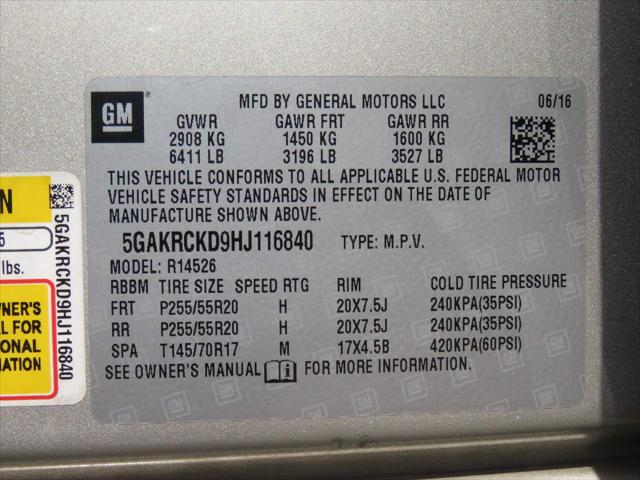 GM
MFD BY GENERAL MOTORS LLC 06/16
GVWR GAWR FRT GAWR RR
2908 KG 1450 KG 1600 KG
6411 LB 3196 LB 3527 LB
THIS VEHICLE CONFORMS TO ALL APPLICABLE U.S. FEDERAL MOTOR
VEHICLE SAFETY STANDARDS IN EFFECT ON THE DATE OF
MANUFACTURE SHOWN ABOVE.
5GAKRCKD9HJ116840 TYPE: M.P.V.
MODEL: R14526
RBBM TIRE SIZE SPEED RTG RIM COLD TIRE PRESSURE
FRT P255/55R20 H 20X7.5J 240KPA(35PSI)
RR P255/55R20 H 20X7.5J 240KPA(35PSI)
SPA T145/70R17 M 17X4.5B 420KPA(60PSI)
SEE OWNER'S MANUAL FOR MORE INFORMATION.
N
5
lbs.
WNER'S
AL FOR
ONAL
MATION
5GAKRCKD9HJ116840